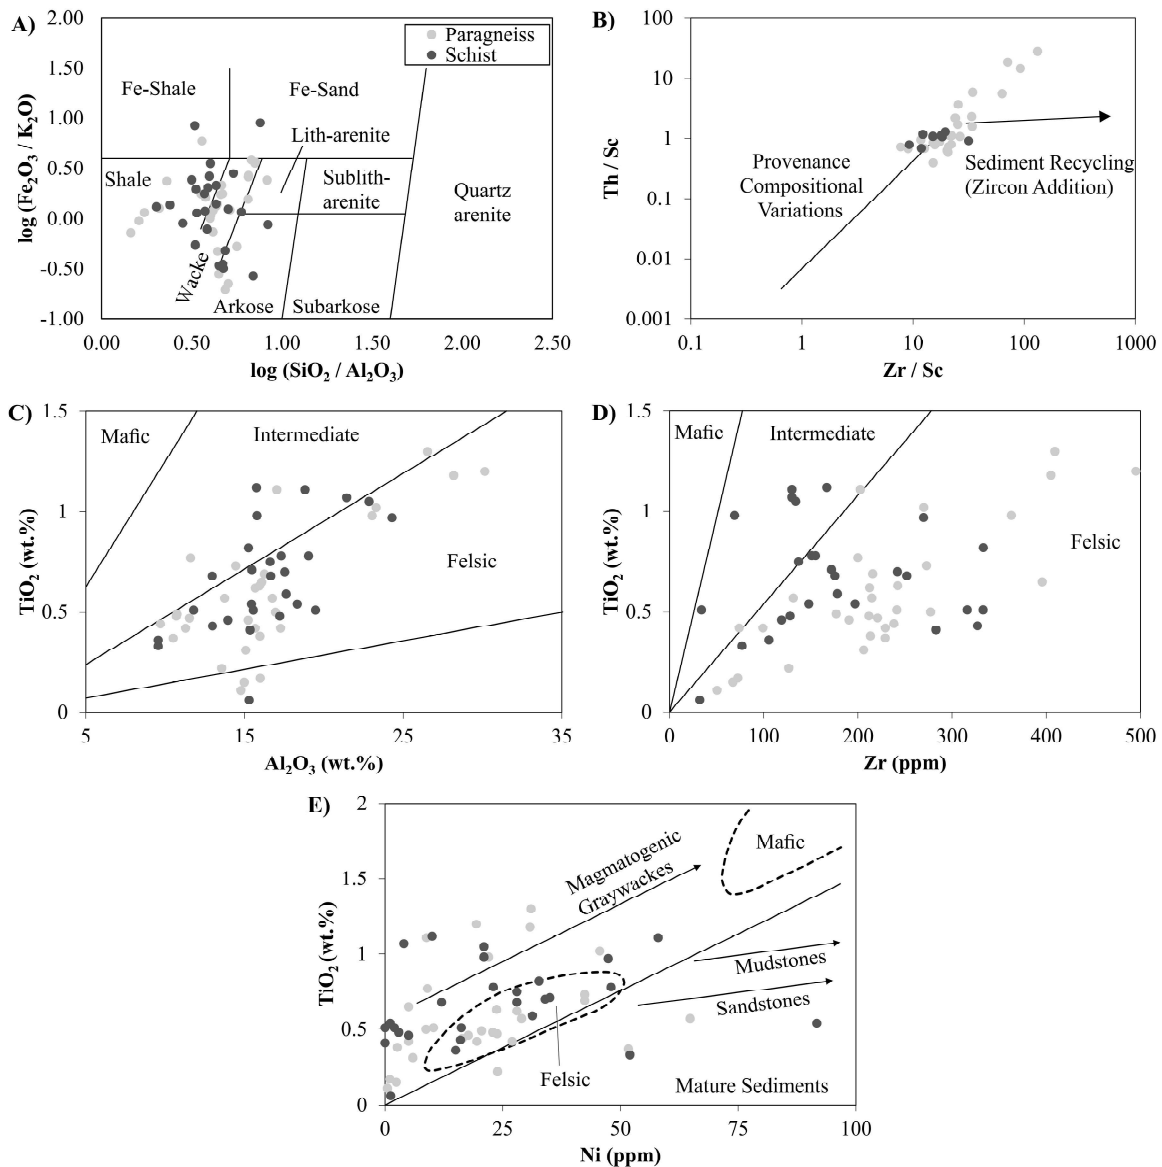 A)
2.00
1.50
1.00
0.50
0.00
-0.50
-1.00
log (Fe₂O₃ / K₂O)
Paragneiss
Schist
Fe-Shale
Fe-Sand
Lith-arenite
Shale
Sublith-
arenite
Quartz
arenite
Wacke
Arkose
Subarkose
0.00
0.50
1.00
1.50
2.00
2.50
log (SiO₂ / Al₂O₃)
B)
100
10
1
0.1
0.01
0.001
Th / Sc
Provenance
Compositional
Variations
Sediment Recycling
(Zircon Addition)
0.1
1
10
100
1000
Zr / Sc
C)
1.5
1
0.5
0
TiO₂ (wt.%)
Mafic
Intermediate
Felsic
5
15
25
35
Al₂O₃ (wt.%)
D)
1.5
1
0.5
0
TiO₂ (wt.%)
Mafic
Intermediate
Felsic
0
100
200
300
400
500
Zr (ppm)
E)
2
1.5
1
0.5
0
TiO₂ (wt.%)
Magmatogenic
Graywackes
Mafic
Mudstones
Sandstones
Felsic
Mature Sediments
0
25
50
75
100
Ni (ppm)